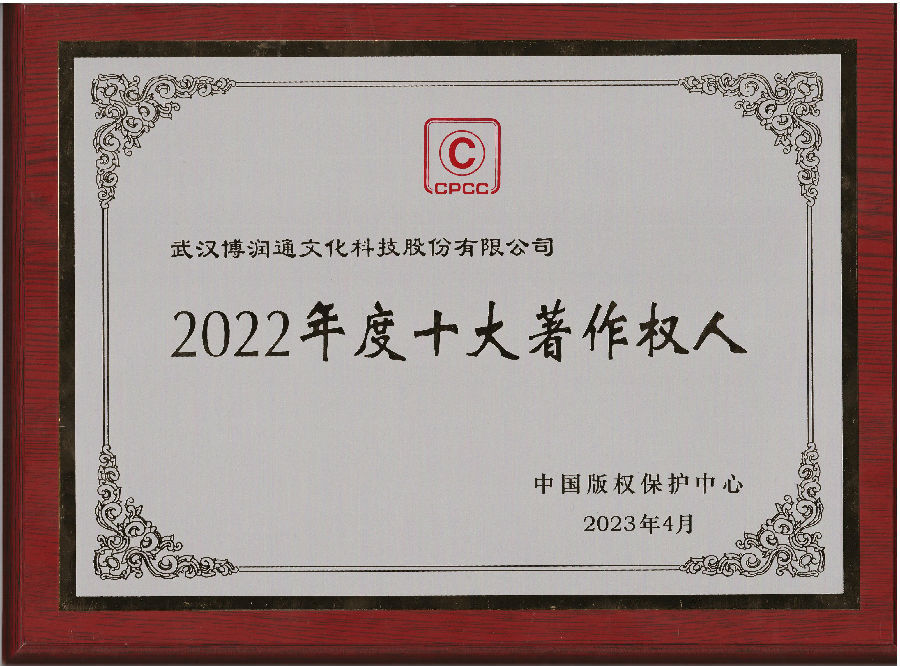 C
CPCC
武汉博润通文化科技股份有限公司
2022年度十大著作权人
中国版权保护中心
2023年4月